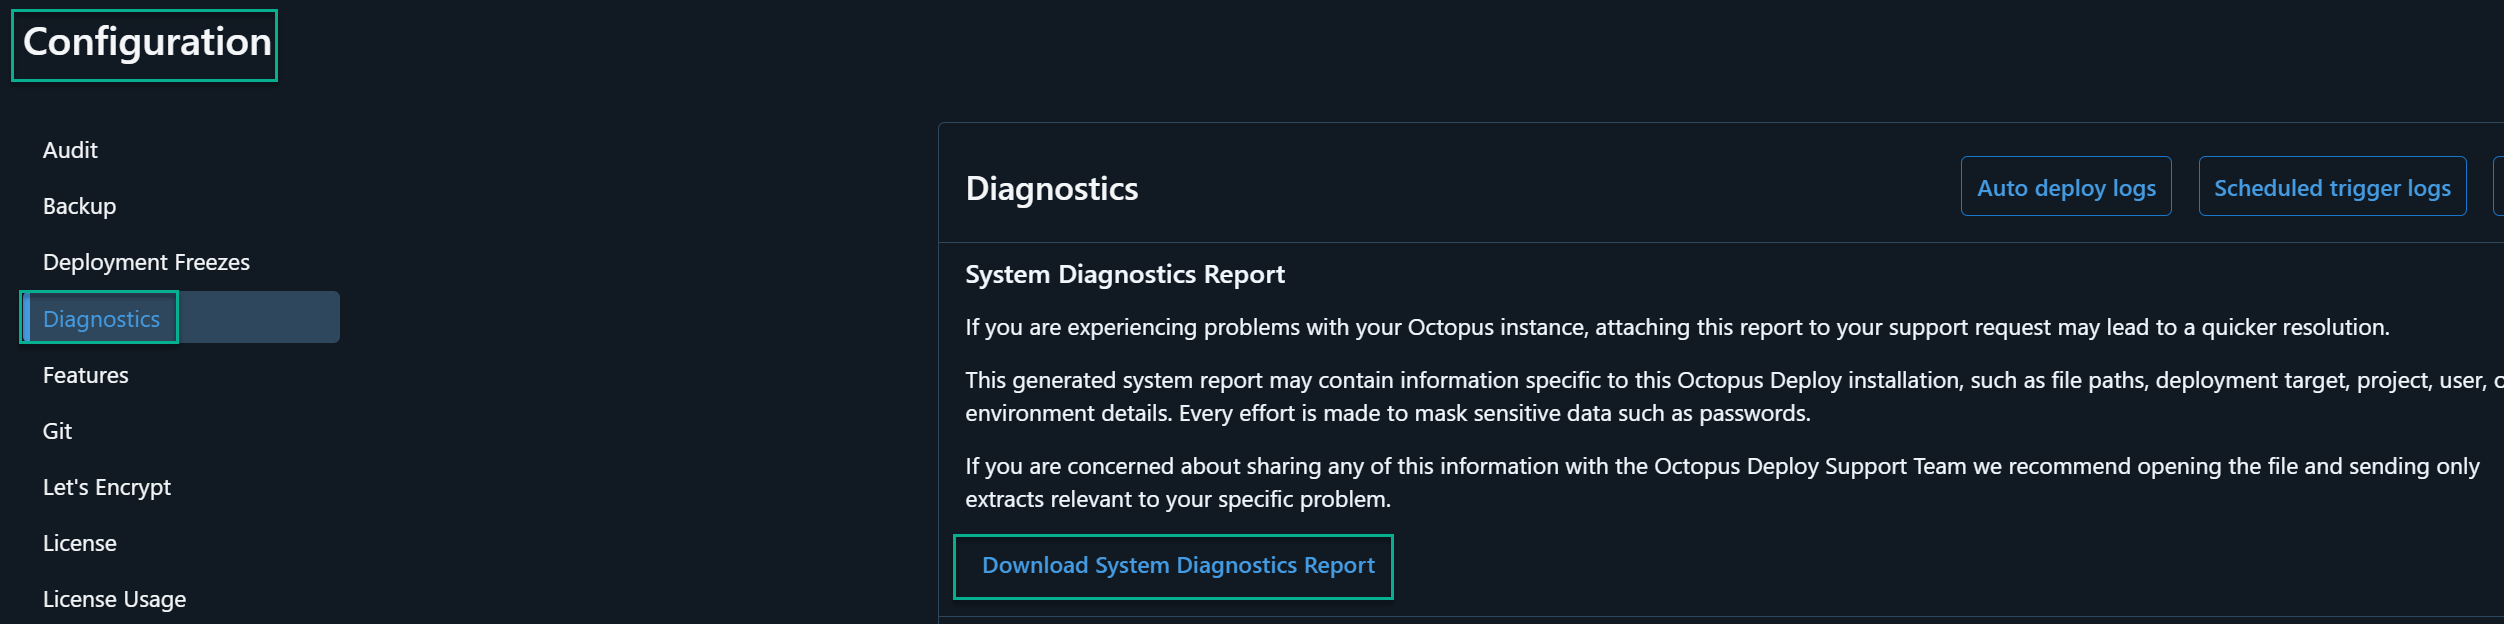 Configuration
Audit
Backup
Deployment Freezes
Diagnostics
Features
Git
Let's Encrypt
License
License Usage
Diagnostics
Auto deploy logs
Scheduled trigger logs
System Diagnostics Report
If you are experiencing problems with your Octopus instance, attaching this report to your support request may lead to a quicker resolution.
This generated system report may contain information specific to this Octopus Deploy installation, such as file paths, deployment target, project, user,
environment details. Every effort is made to mask sensitive data such as passwords.
If you are concerned about sharing any of this information with the Octopus Deploy Support Team we recommend opening the file and sending only
extracts relevant to your specific problem.
Download System Diagnostics Report